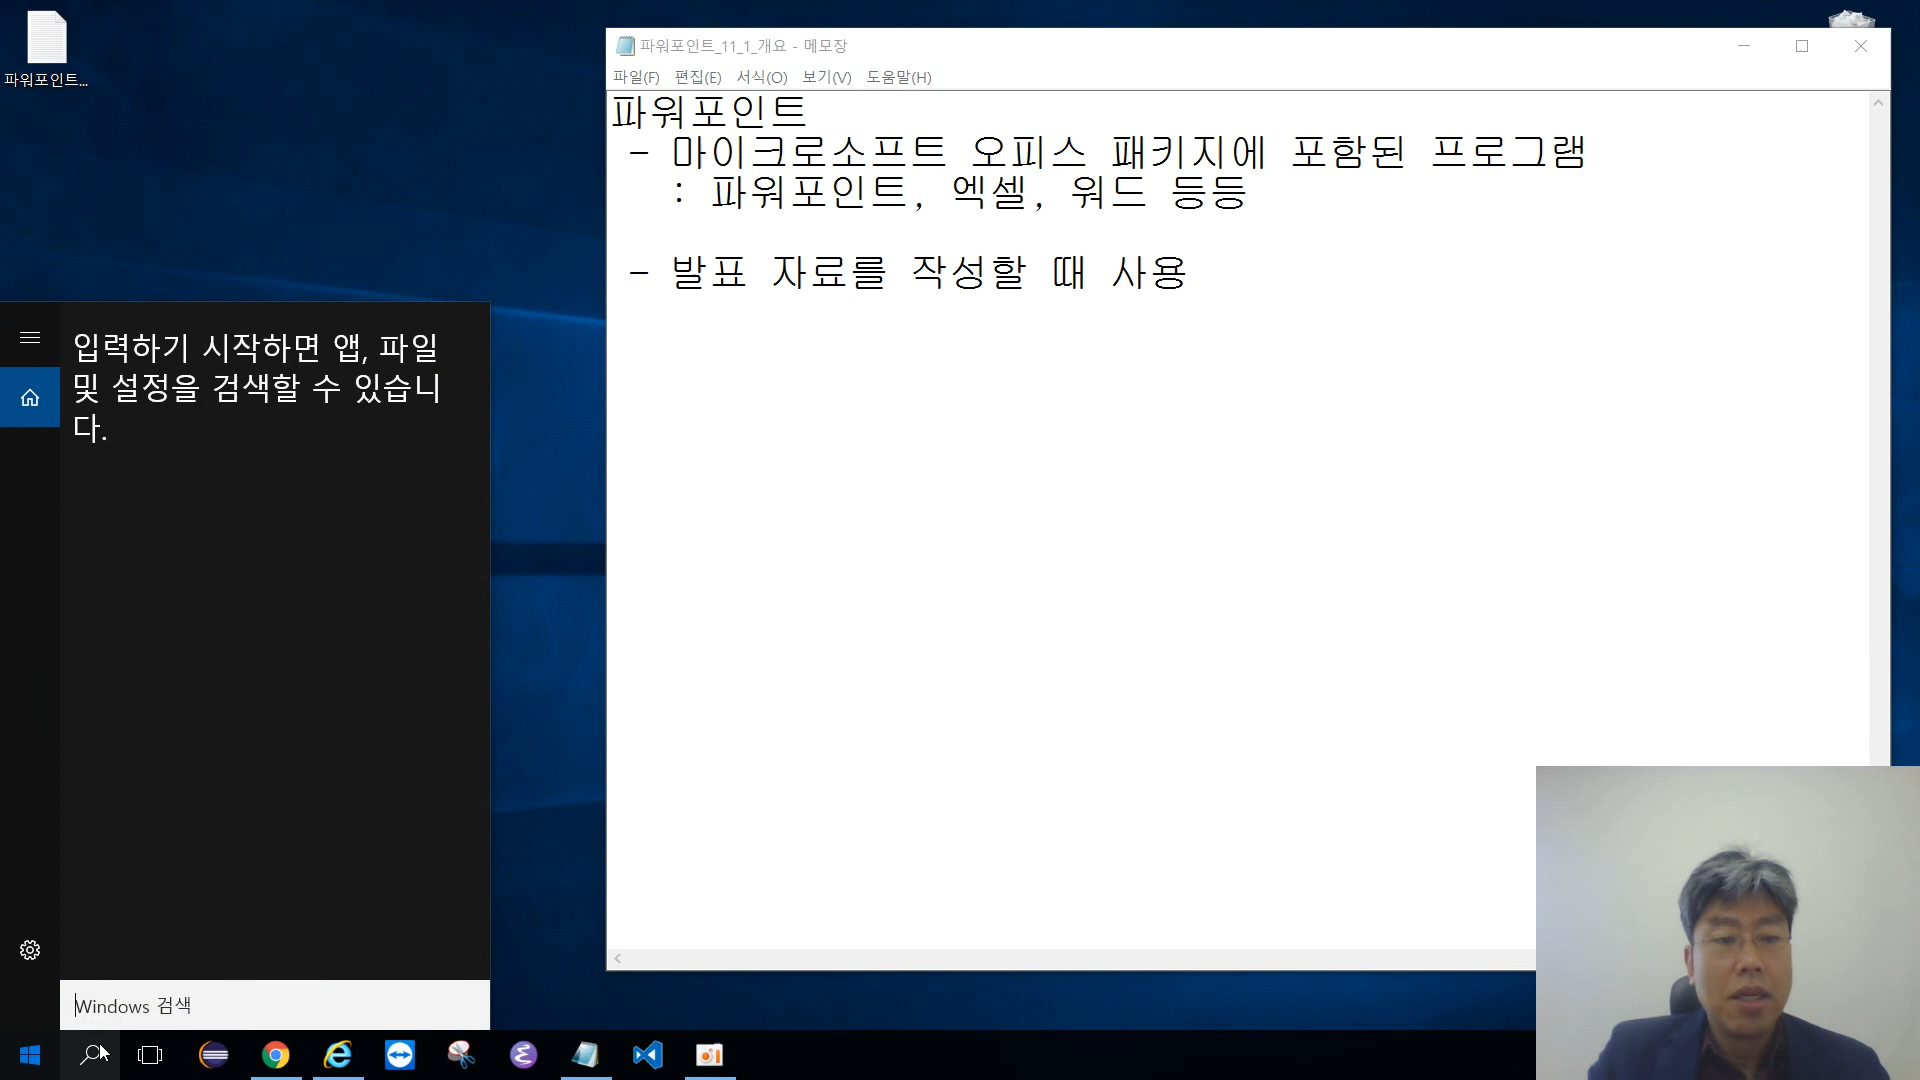 파워포인트...
파워포인트_11_1_개요 - 메모장
파일(F) 편집(E) 서식(O) 보기(V) 도움말(H)
파워포인트
- 마이크로소프트 오피스 패키지에 포함된 프로그램
: 파워포인트, 엑셀, 워드 등등
- 발표 자료를 작성할 때 사용
입력하기 시작하면 앱, 파일
및 설정을 검색할 수 있습니
다.
Windows 검색